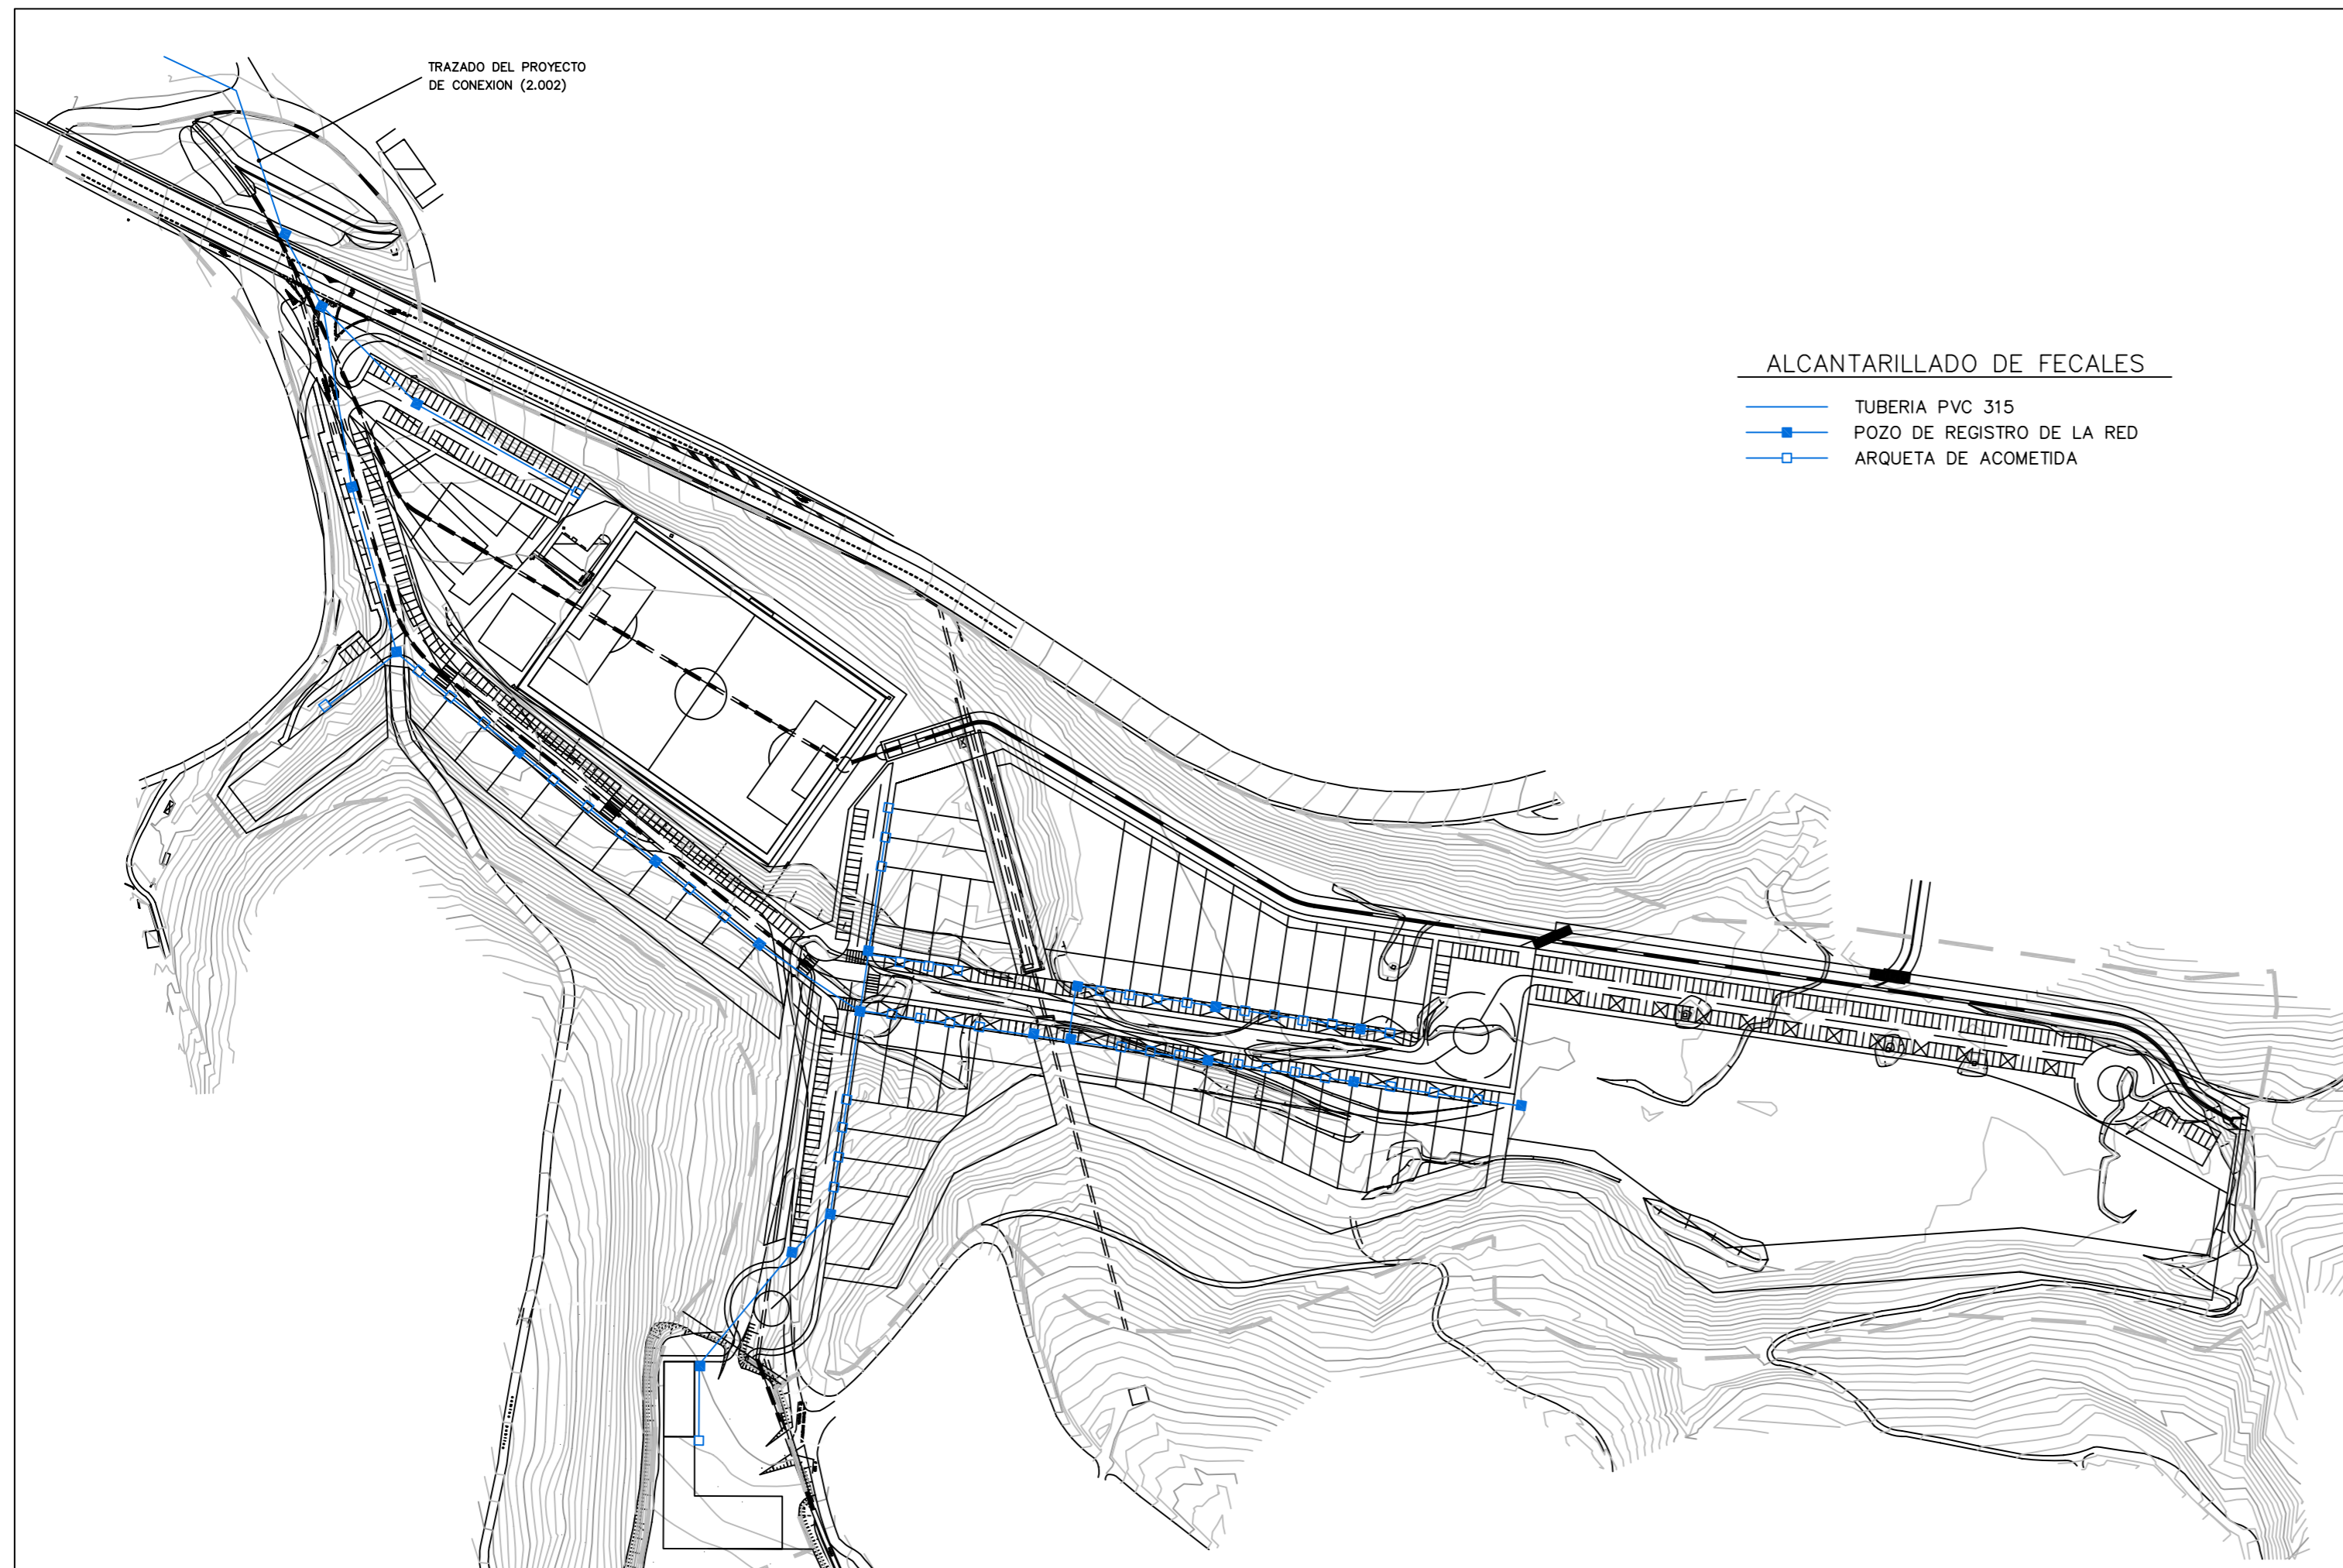 TRAZADO DEL PROYECTO
DE CONEXION (2.002)
ALCANTARILLADO DE FECALES
TUBERIA PVC 315
POZO DE REGISTRO DE LA RED
ARQUETA DE ACOMETIDA